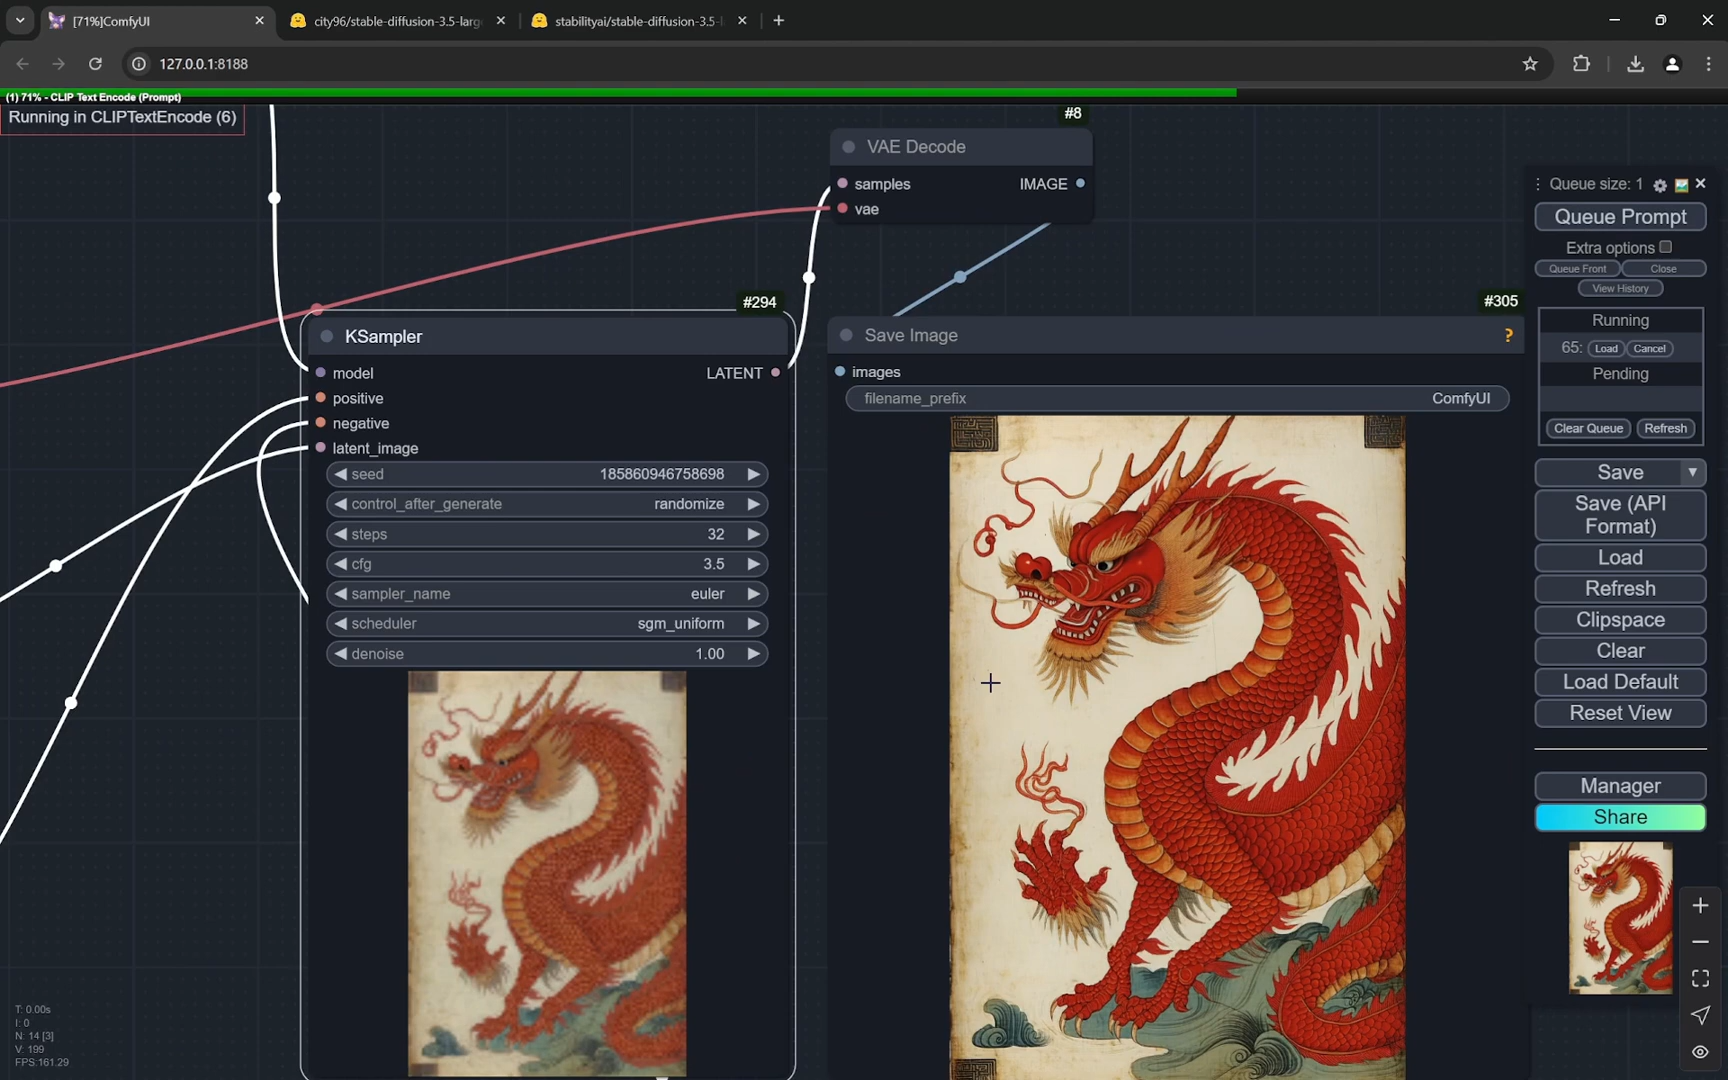 [71%]ComfyUI
city96/stable-diffusion-3.5-larg
stabilityai/stable-diffusion-3.5-l
127.0.0.1:8188
(1) 71% - CLIP Text Encode (Prompt)
Running in CLIPTextEncode (6)
#8
VAE Decode
samples IMAGE
vae
#294
KSampler
model LATENT
positive
negative
latent_image
seed 185860946758698
control_after_generate randomize
steps 32
cfg 3.5
sampler_name euler
scheduler sgm_uniform
denoise 1.00
#305
Save Image ?
images
filename_prefix ComfyUI
Queue size: 1
Queue Prompt
Extra options
Queue Front Close
View History
Running
65: Load Cancel
Pending
Clear Queue Refresh
Save
Save (API
Format)
Load
Refresh
Clipspace
Clear
Load Default
Reset View
Manager
Share
T: 0.00s
I: 0
N: 14 [3]
V: 199
FPS:161.29